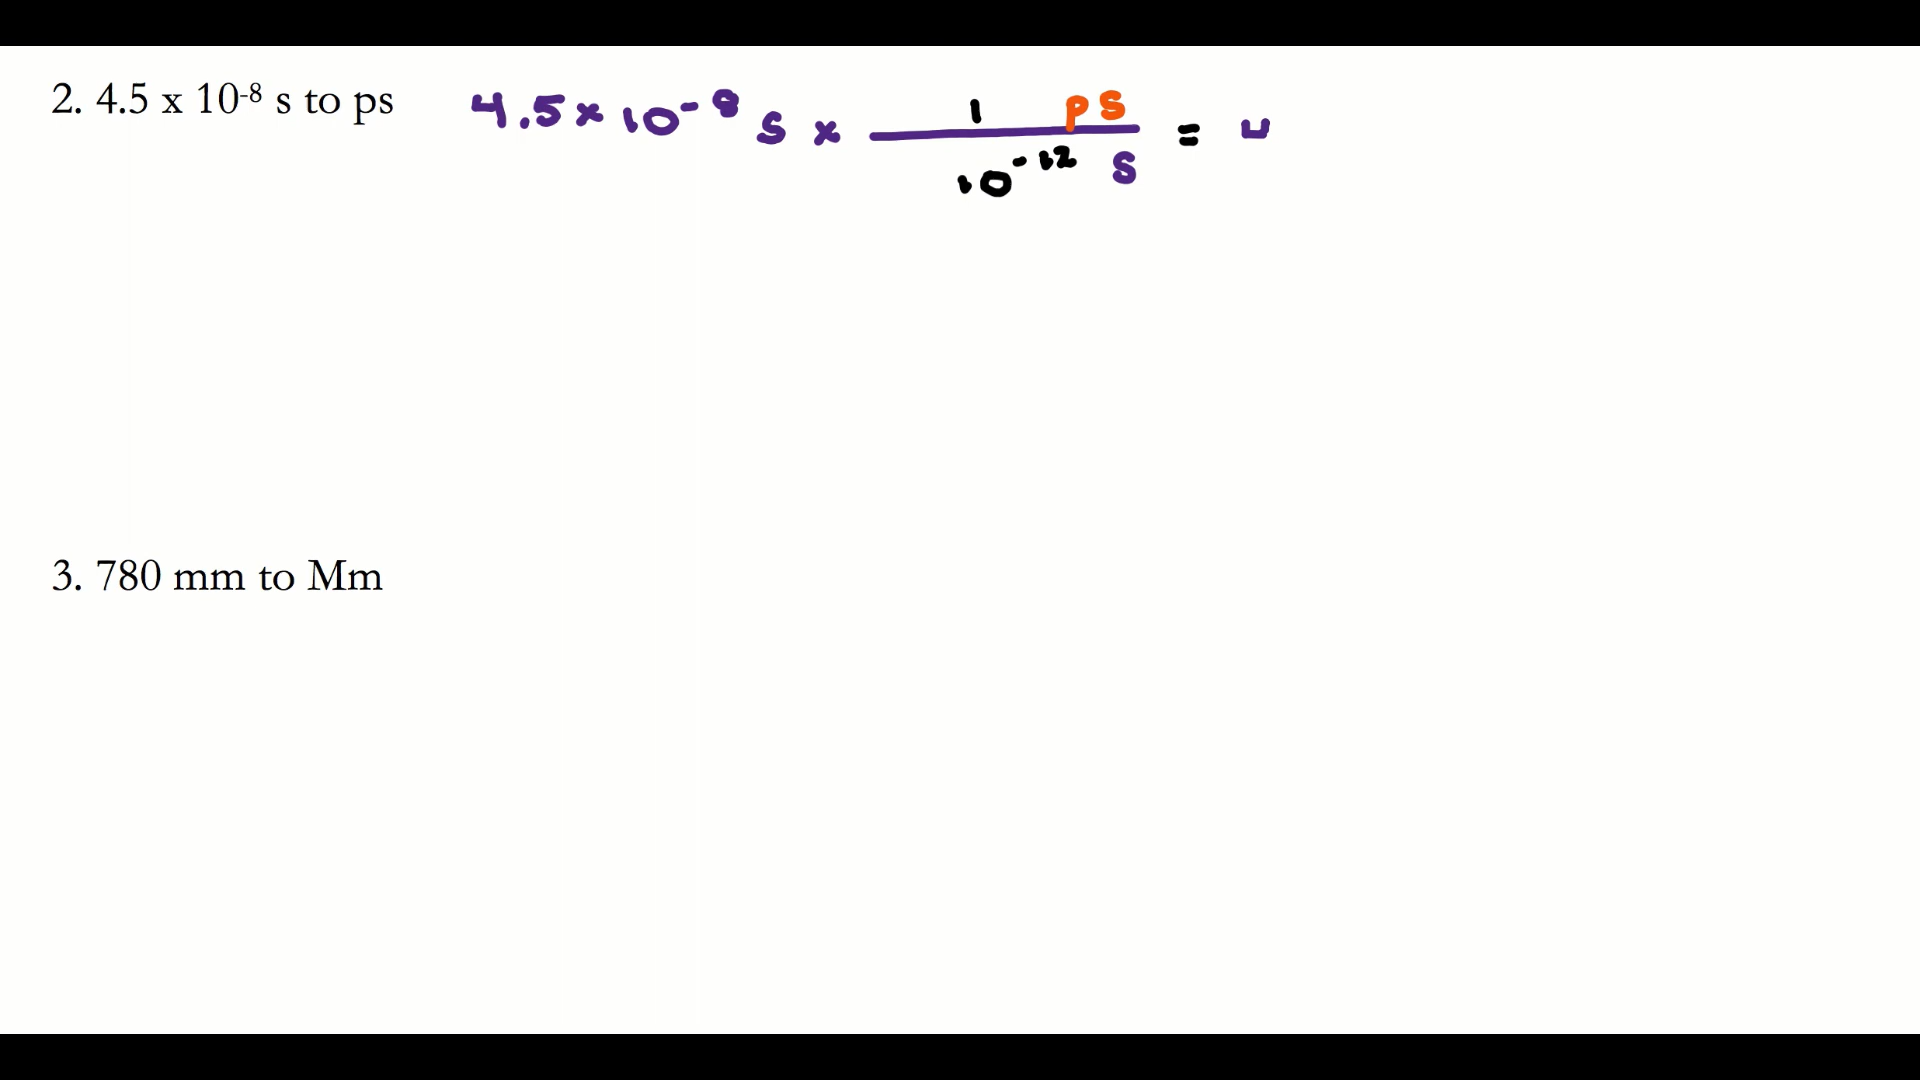 2. 4.5 x 10⁻⁸ s to ps
4.5 × 10⁻⁸ s × 1 ps / 10⁻¹² s =
3. 780 mm to Mm